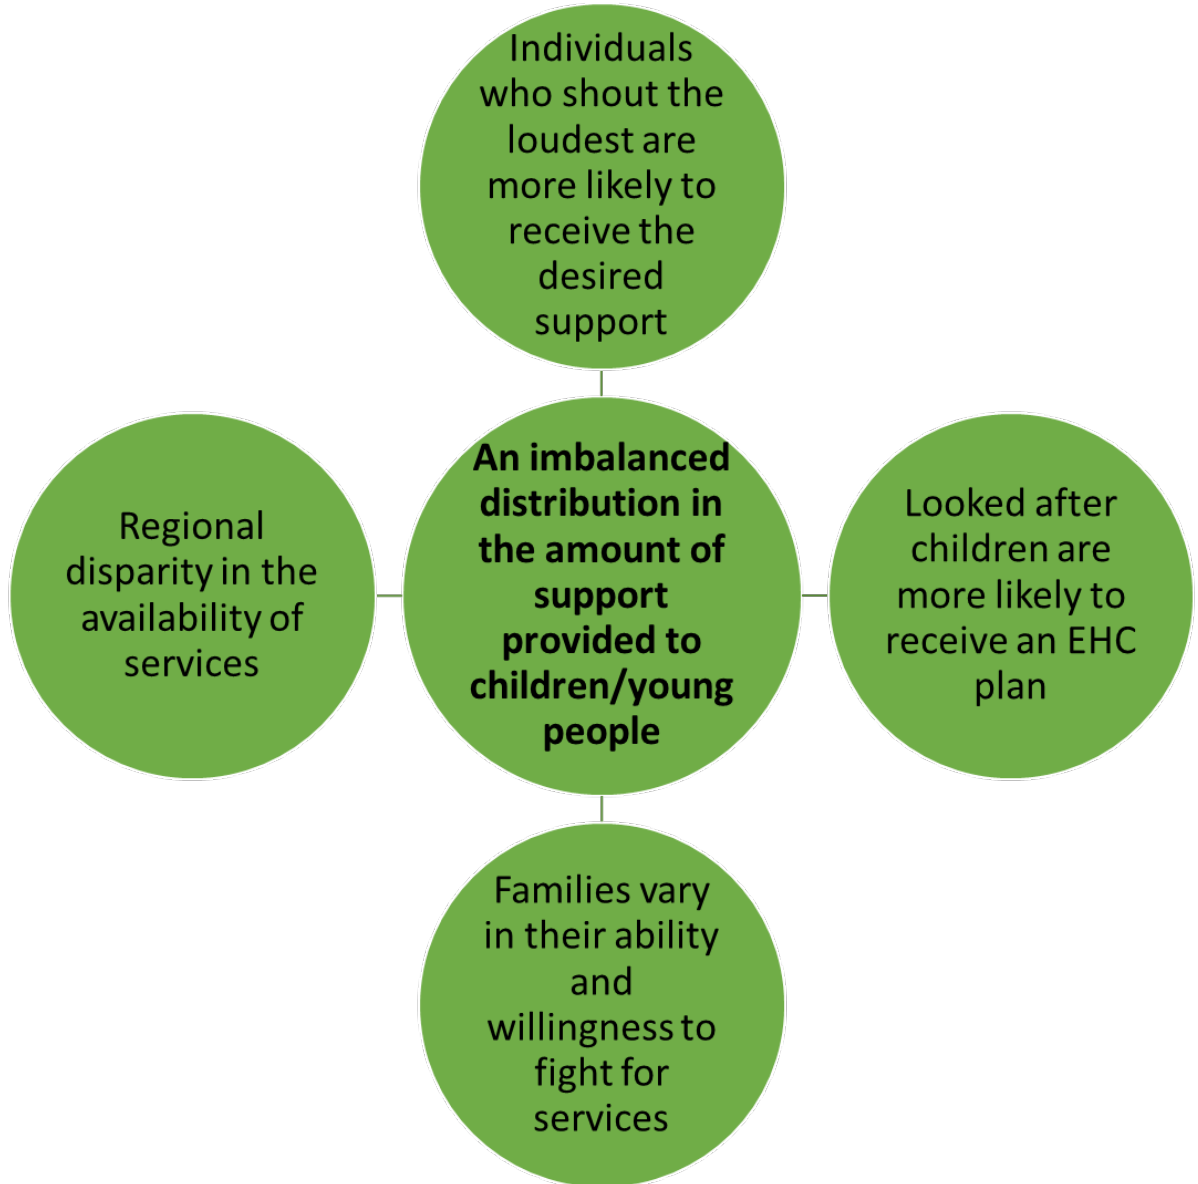 Individuals
who shout the
loudest are
more likely to
receive the
desired
support
Regional
disparity in the
availability of
services
An imbalanced
distribution in
the amount of
support
provided to
children/young
people
Looked after
children are
more likely to
receive an EHC
plan
Families vary
in their ability
and
willingness to
fight for
services